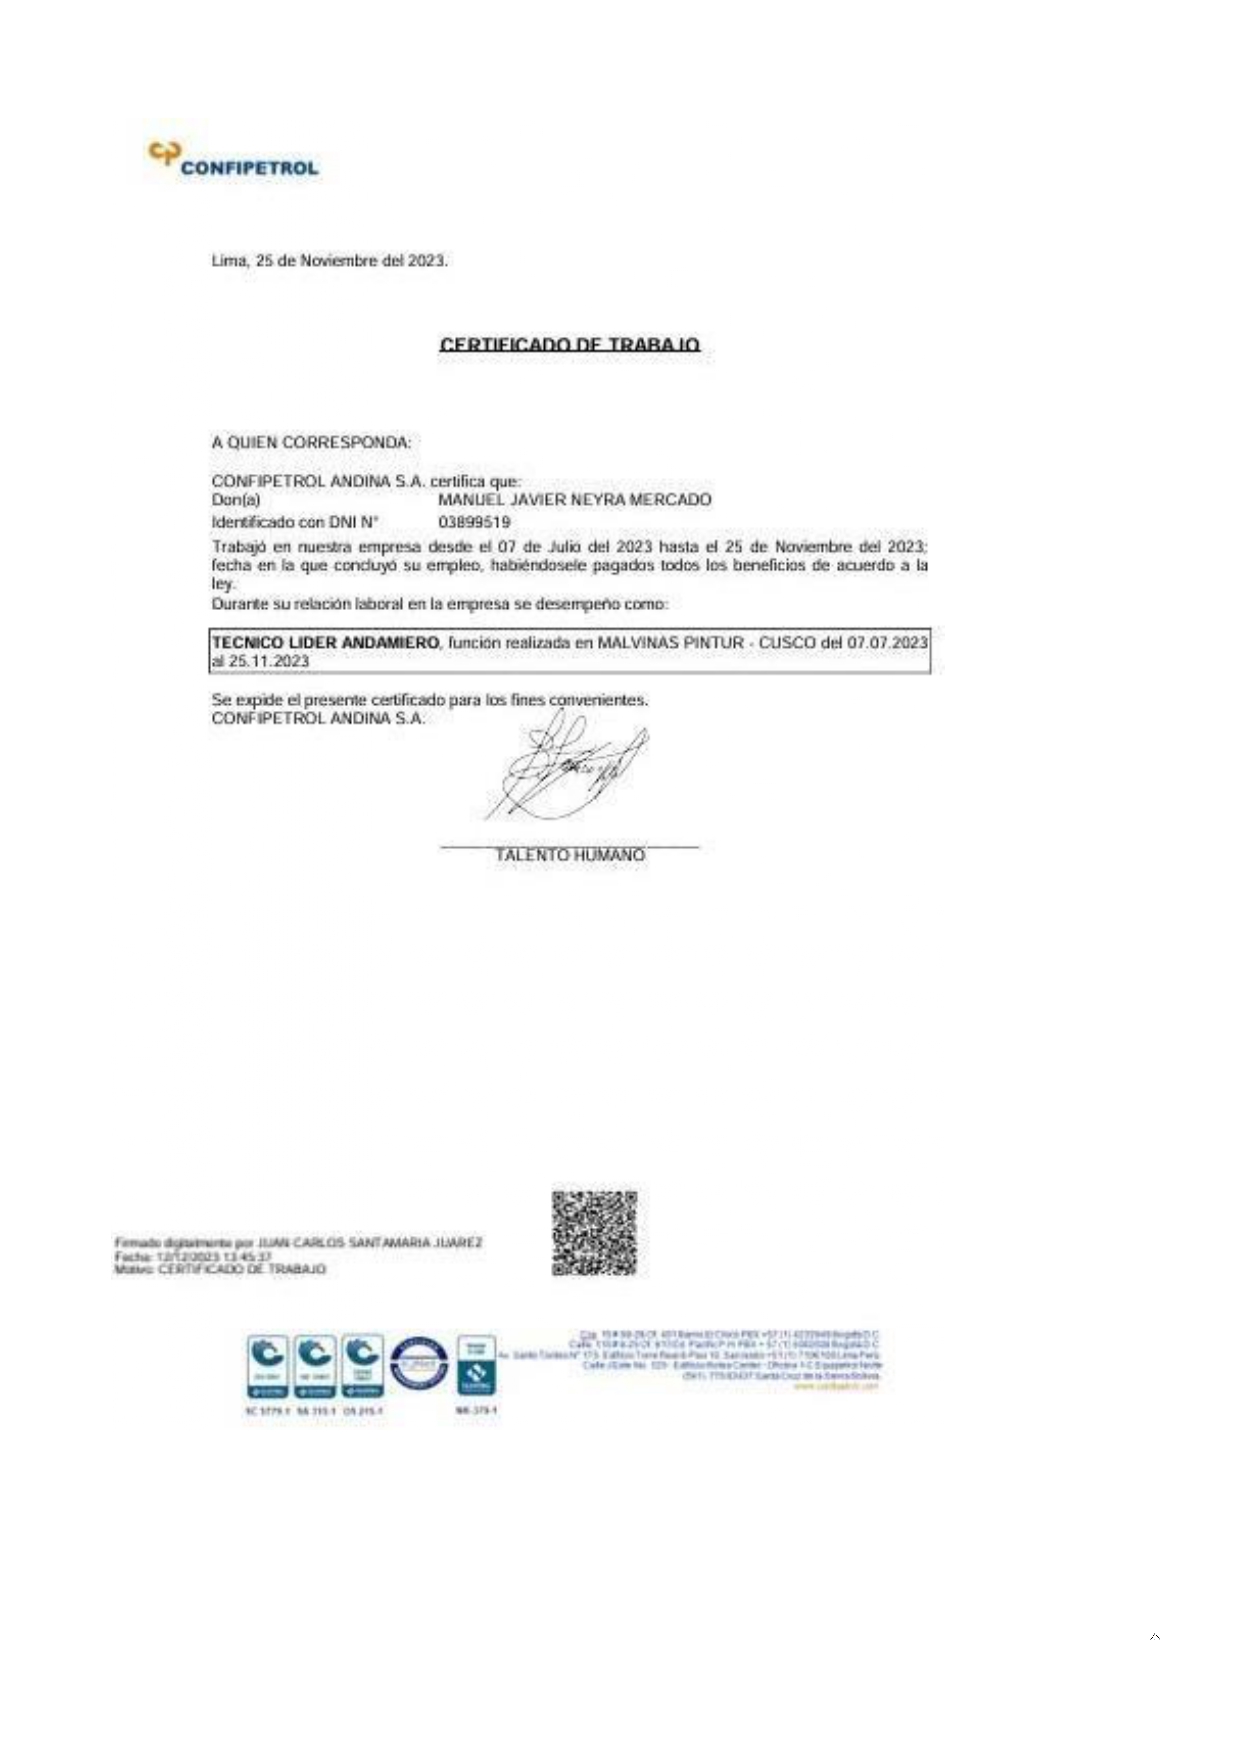 cp CONFIPETROL
Lima, 25 de Noviembre del 2023.
CERTIFICADO DE TRABAJO
A QUIEN CORRESPONDA:
CONFIPETROL ANDINA S.A. certifica que:
Don(a) MANUEL JAVIER NEYRA MERCADO
Identificado con DNI N° 03899519
Trabajó en nuestra empresa desde el 07 de Julio del 2023 hasta el 25 de Noviembre del 2023;
fecha en la que concluyó su empleo, habiéndosele pagados todos los beneficios de acuerdo a la
ley.
Durante su relación laboral en la empresa se desempeño como:
TECNICO LIDER ANDAMIERO, función realizada en MALVINAS PINTUR - CUSCO del 07.07.2023
al 25.11.2023
Se expide el presente certificado para los fines convenientes.
CONFIPETROL ANDINA S.A.
TALENTO HUMANO
Firmado digitalmente por JUAN CARLOS SANTAMARIA JUAREZ
Fecha: 12/12/2023 13:45:37
Motivo: CERTIFICADO DE TRABAJO